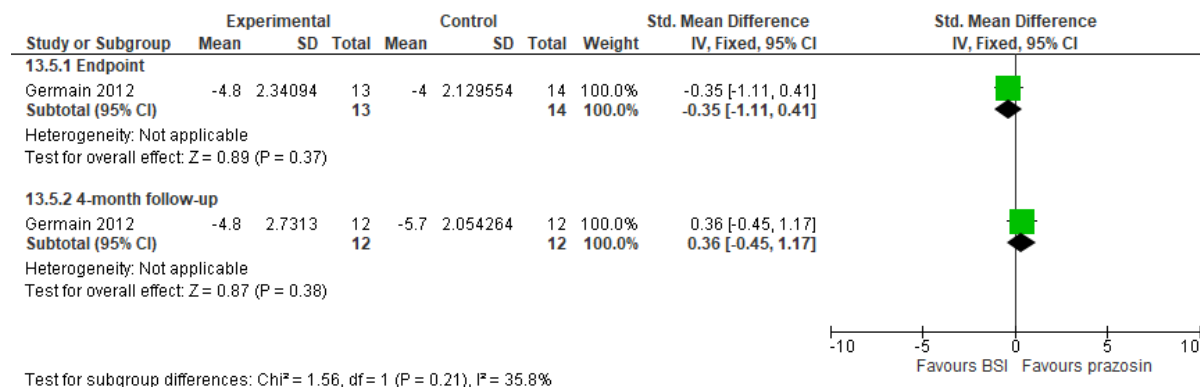 Experimental Control Std. Mean Difference Std. Mean Difference
Study or Subgroup Mean SD Total Mean SD Total Weight IV, Fixed, 95% CI IV, Fixed, 95% CI
13.5.1 Endpoint
Germain 2012 -4.8 2.34094 13 -4 2.129554 14 100.0% -0.35 [-1.11, 0.41]
Subtotal (95% CI) 13 14 100.0% -0.35 [-1.11, 0.41]
Heterogeneity: Not applicable
Test for overall effect: Z = 0.89 (P = 0.37)
13.5.2 4-month follow-up
Germain 2012 -4.8 2.7313 12 -5.7 2.054264 12 100.0% 0.36 [-0.45, 1.17]
Subtotal (95% CI) 12 12 100.0% 0.36 [-0.45, 1.17]
Heterogeneity: Not applicable
Test for overall effect: Z = 0.87 (P = 0.38)
-10 -5 0 5 10
Favours BSI Favours prazosin
Test for subgroup differences: Chi² = 1.56, df = 1 (P = 0.21), I² = 35.8%